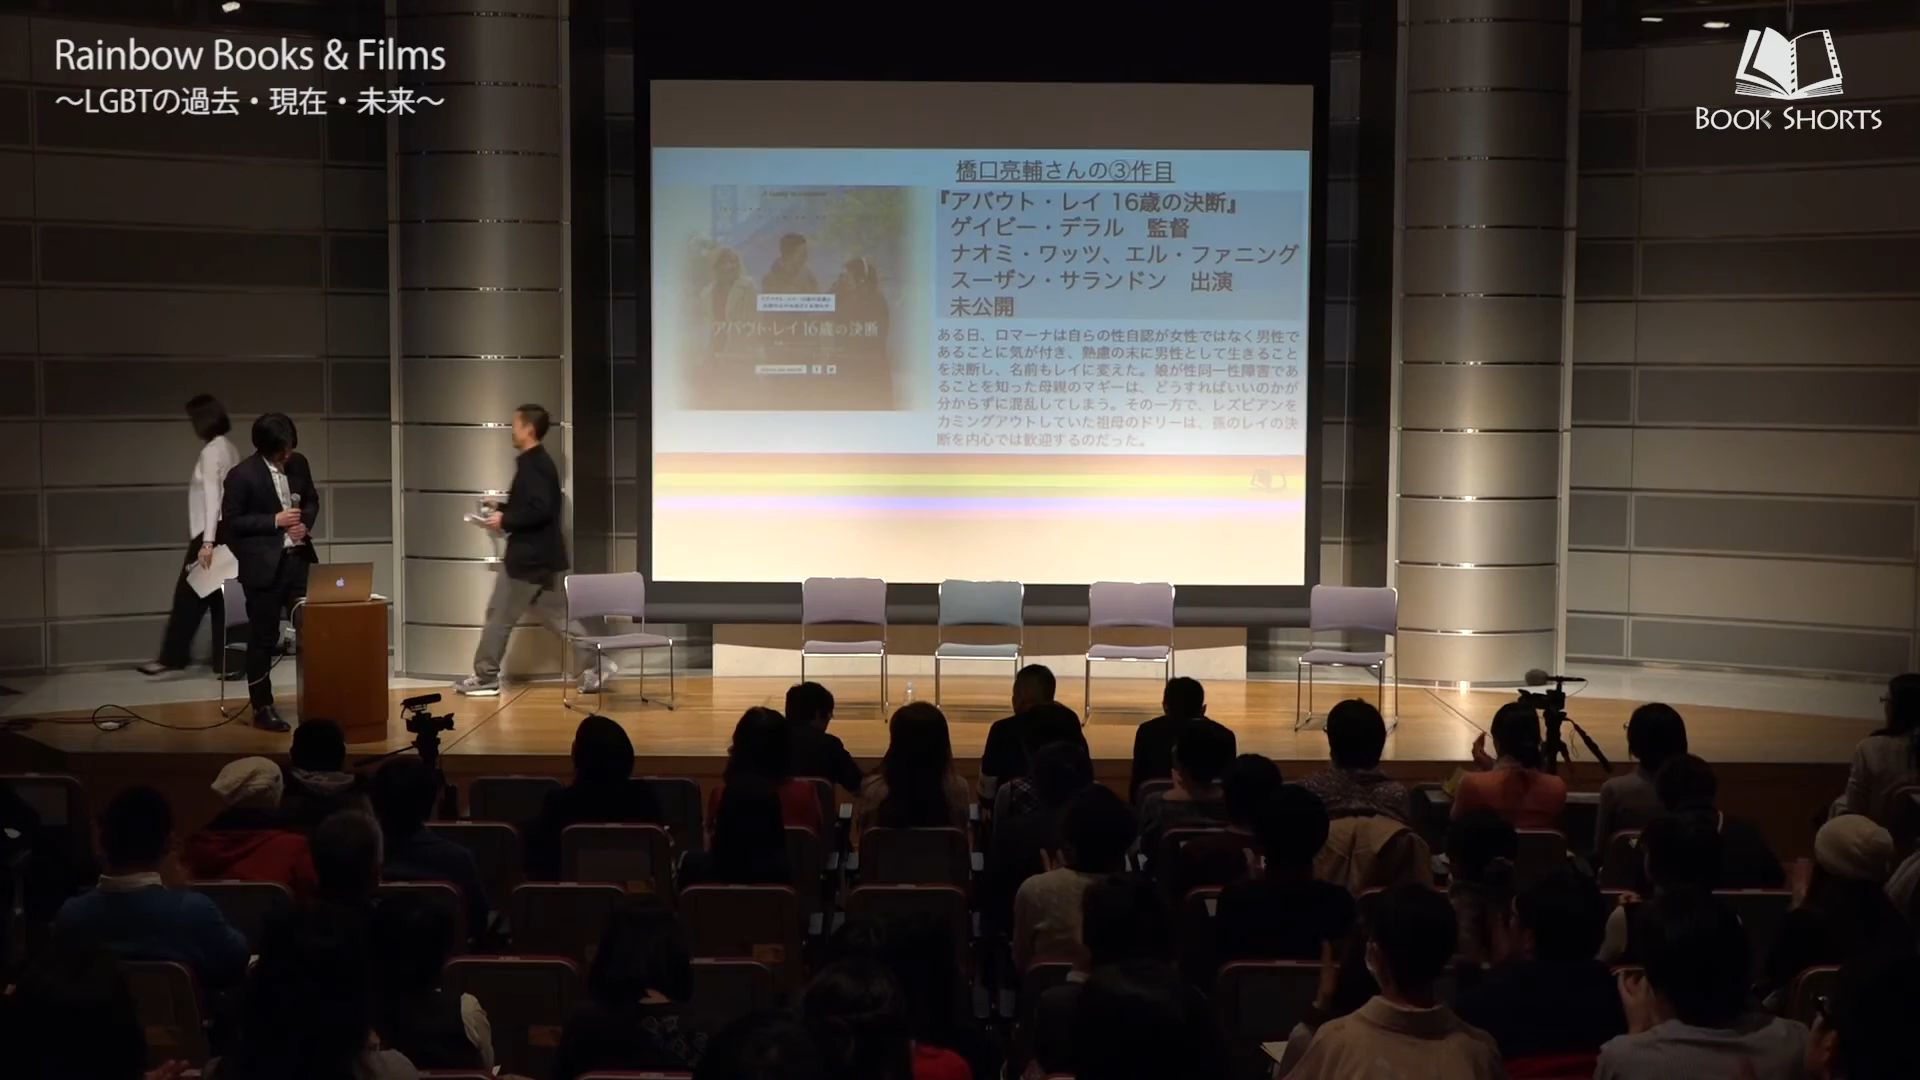 Rainbow Books & Films
～LGBTの過去・現在・未来～
BOOK SHORTS
橋口亮輔さんの③作目
『アバウト・レイ 16歳の決断』
ゲイビー・デラル　監督
ナオミ・ワッツ、エル・ファニング
スーザン・サランドン　出演
未公開
ある日、ロマーナは自らの性自認が女性ではなく男性で
あることに気が付き、熟慮の末に男性として生きること
を決断し、名前もレイに変えた。娘が性同一性障害であ
ることを知った母親のマギーは、どうすればいいのかが
分からずに混乱してしまう。その一方で、レズビアンを
カミングアウトしていた祖母のドリーは、孫のレイの決
断を内心では歓迎するのだった。
アバウト・レイ 16歳の決断